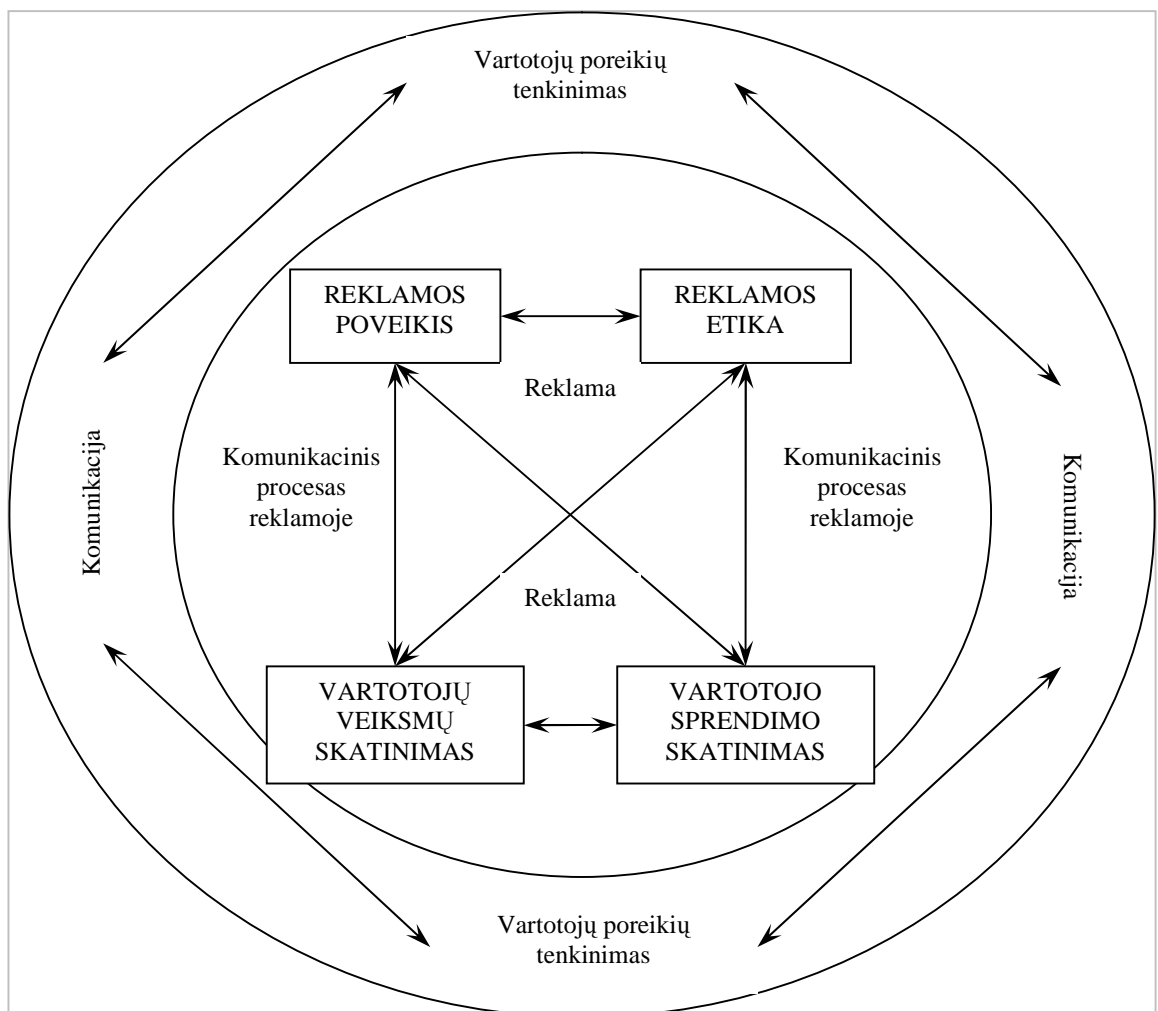 Vartotojų poreikių
tenkinimas
REKLAMOS
POVEIKIS
REKLAMOS
ETIKA
Reklama
Komunikacija
Komunikacinis
procesas
reklamoje
Komunikacinis
procesas
reklamoje
Komunikacija
Reklama
VARTOTOJŲ
VEIKSMŲ
SKATINIMAS
VARTOTOJO
SPRENDIMO
SKATINIMAS
Vartotojų poreikių
tenkinimas